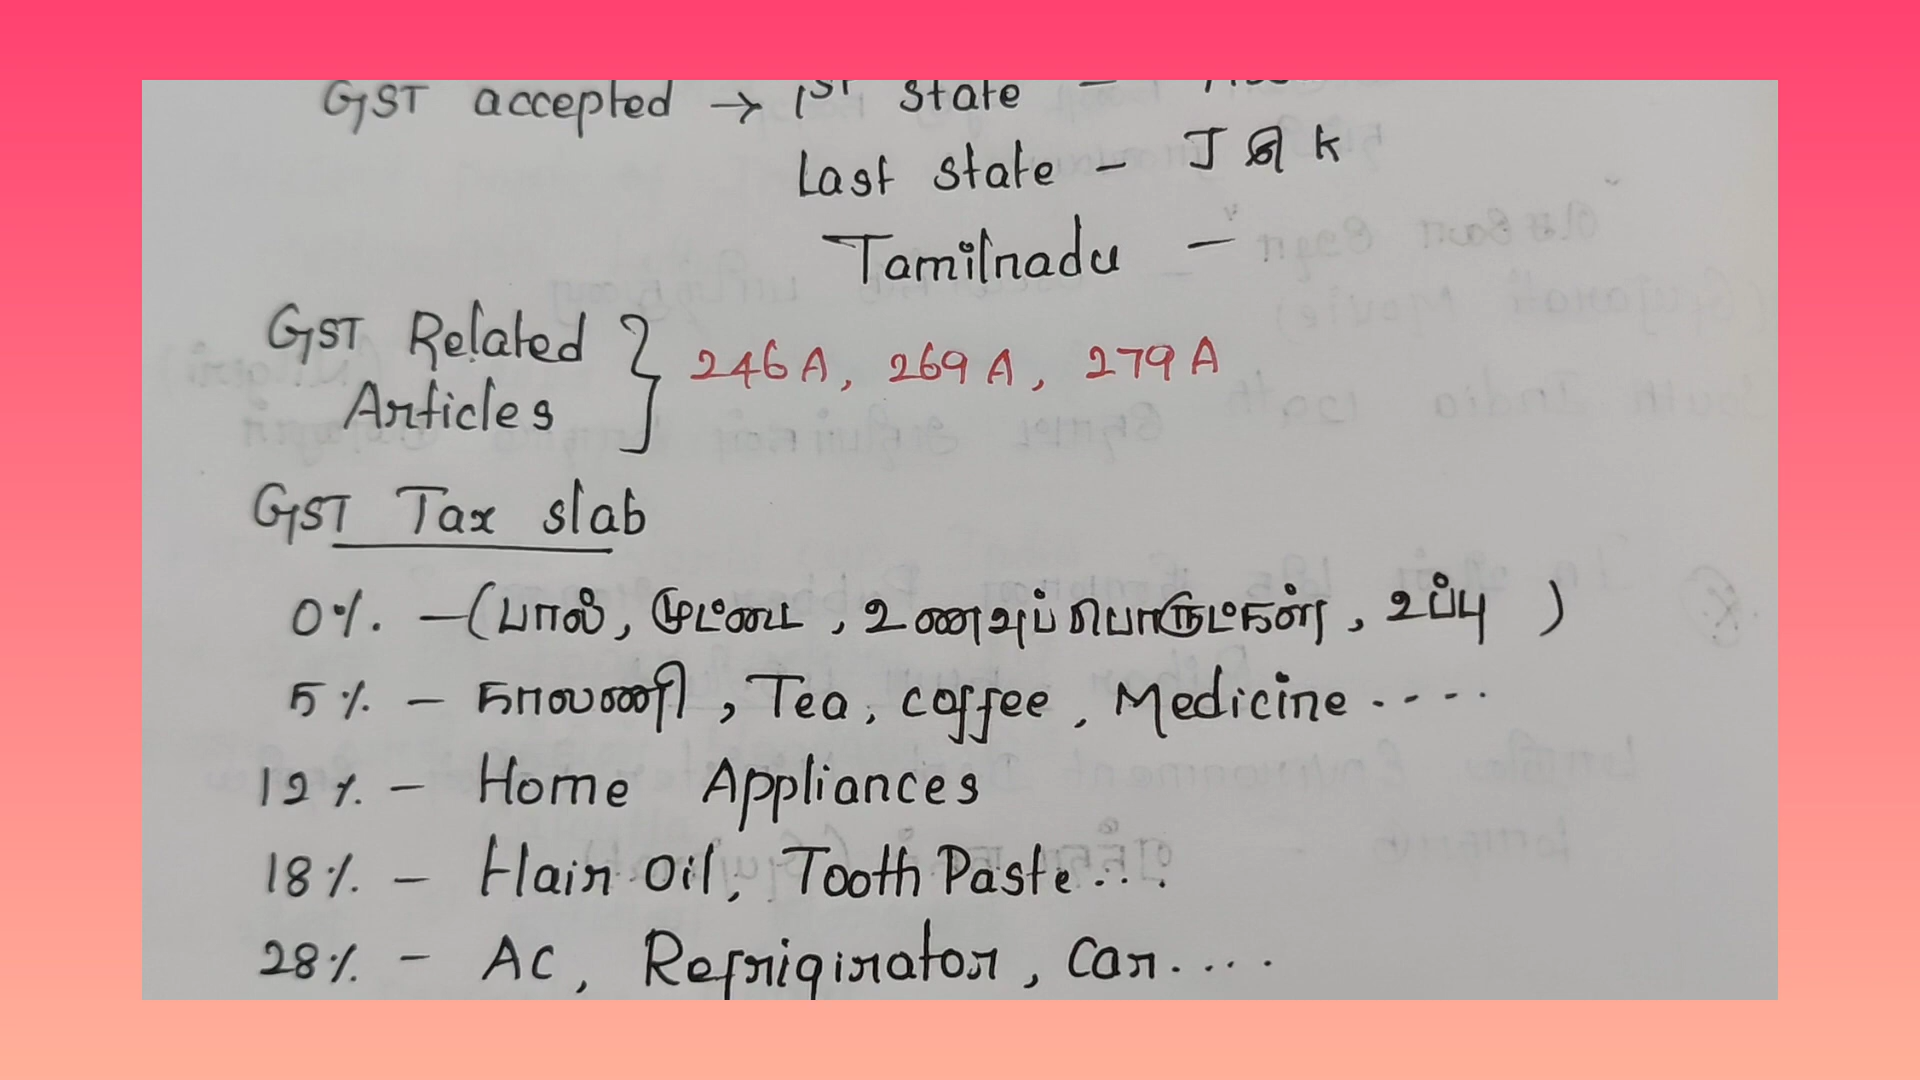 GST accepted → 1st state -
Last state - J & K
Tamilnadu -
GST Related Articles } 246A, 269A, 279A
GST Tax slab
0% - (பால், முட்டை, உணவுப்பொருட்கள், உப்பு )
5% - காலணி, Tea, coffee, Medicine ....
12% - Home Appliances
18% - Hair oil, Tooth Paste...
28% - AC, Refrigirator, Car....